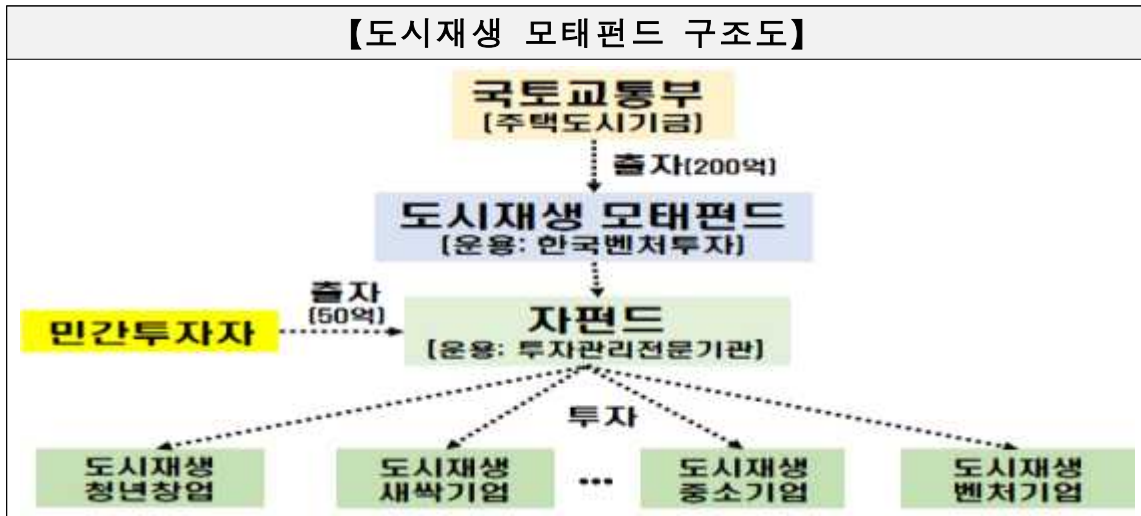 【도시재생 모태펀드 구조도】
국토교통부
(주택도시기금)
출자(200억)
도시재생 모태펀드
(운용: 한국벤처투자)
출자
(50억)
민간투자자
자펀드
(운용: 투자관리전문기관)
투자
도시재생
청년창업
도시재생
새싹기업
...
도시재생
중소기업
도시재생
벤처기업